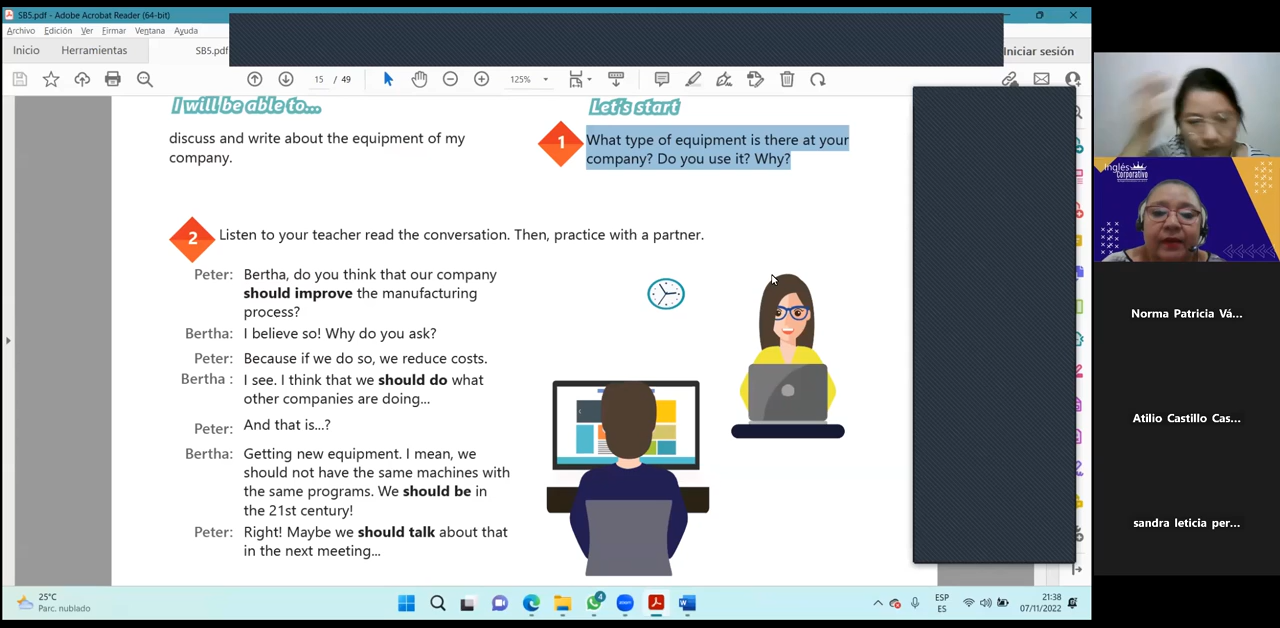 SB5.pdf - Adobe Acrobat Reader (64-bit)
Archivo Edición Ver Firmar Ventana Ayuda
Inicio Herramientas SB5.pdf
Iniciar sesión
15 / 49 125%
I will be able to...
discuss and write about the equipment of my
company.
Let's start
1 What type of equipment is there at your
company? Do you use it? Why?
2 Listen to your teacher read the conversation. Then, practice with a partner.
Peter: Bertha, do you think that our company
should improve the manufacturing
process?
Bertha: I believe so! Why do you ask?
Peter: Because if we do so, we reduce costs.
Bertha : I see. I think that we should do what
other companies are doing...
Peter: And that is...?
Bertha: Getting new equipment. I mean, we
should not have the same machines with
the same programs. We should be in
the 21st century!
Peter: Right! Maybe we should talk about that
in the next meeting...
Inglés
Corporativo
Norma Patricia Vá...
Atilio Castillo Cas...
sandra leticia per...
25°C
Parc. nublado
4
ESP
ES
21:38
07/11/2022